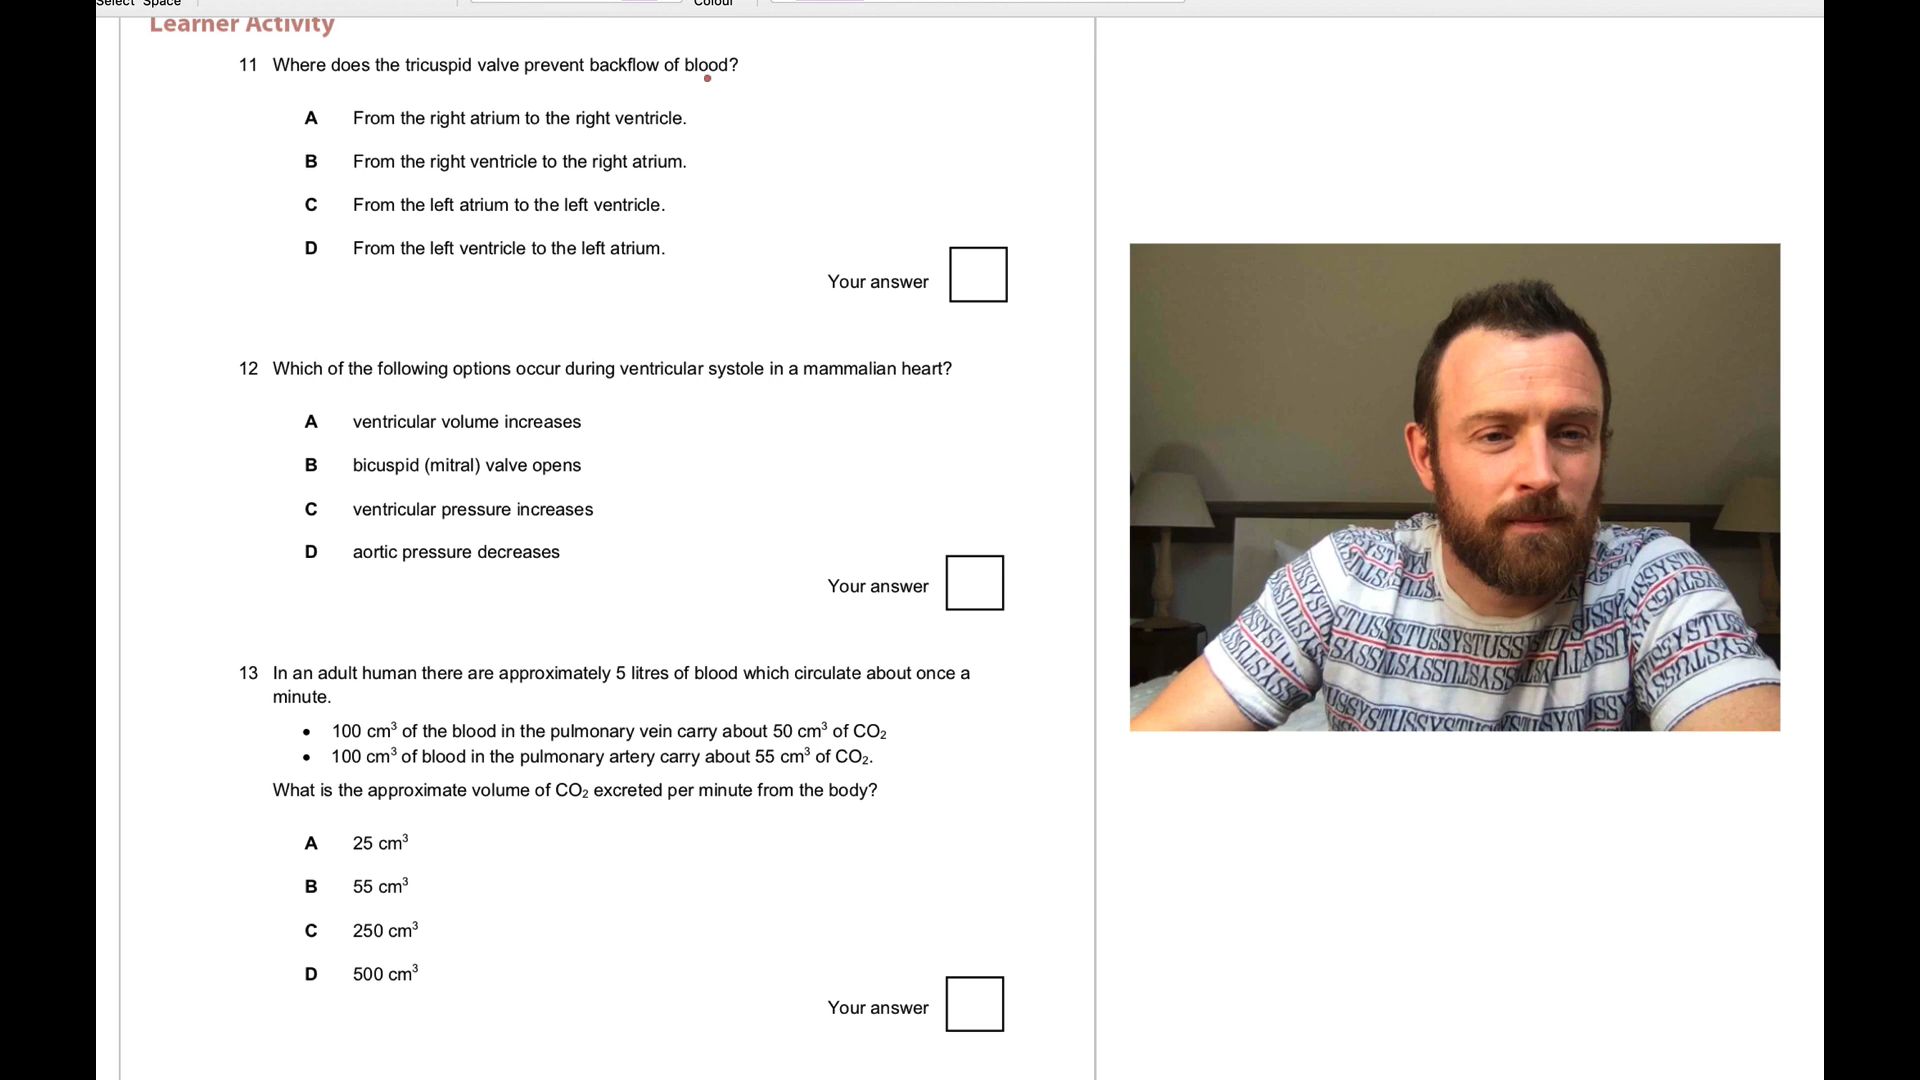 Select Space Colour
Learner Activity
11 Where does the tricuspid valve prevent backflow of blood?
A From the right atrium to the right ventricle.
B From the right ventricle to the right atrium.
C From the left atrium to the left ventricle.
D From the left ventricle to the left atrium.
Your answer
12 Which of the following options occur during ventricular systole in a mammalian heart?
A ventricular volume increases
B bicuspid (mitral) valve opens
C ventricular pressure increases
D aortic pressure decreases
Your answer
13 In an adult human there are approximately 5 litres of blood which circulate about once a
minute.
• 100 cm³ of the blood in the pulmonary vein carry about 50 cm³ of CO₂
• 100 cm³ of blood in the pulmonary artery carry about 55 cm³ of CO₂.
What is the approximate volume of CO₂ excreted per minute from the body?
A 25 cm³
B 55 cm³
C 250 cm³
D 500 cm³
Your answer